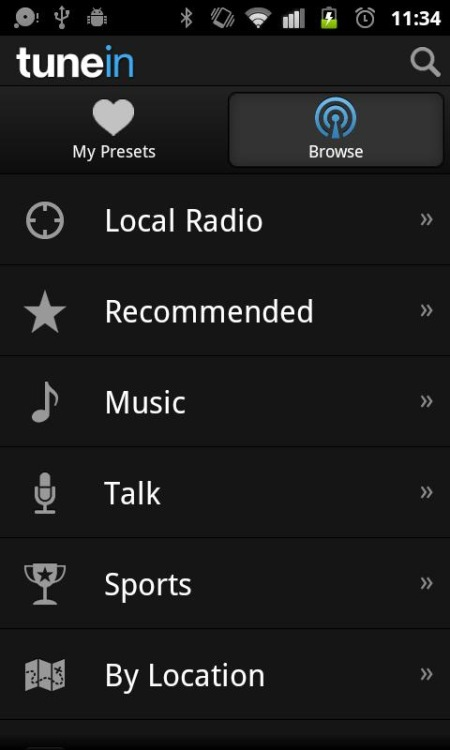 11:34
tunein
My Presets
Browse
Local Radio
Recommended
Music
Talk
Sports
By Location